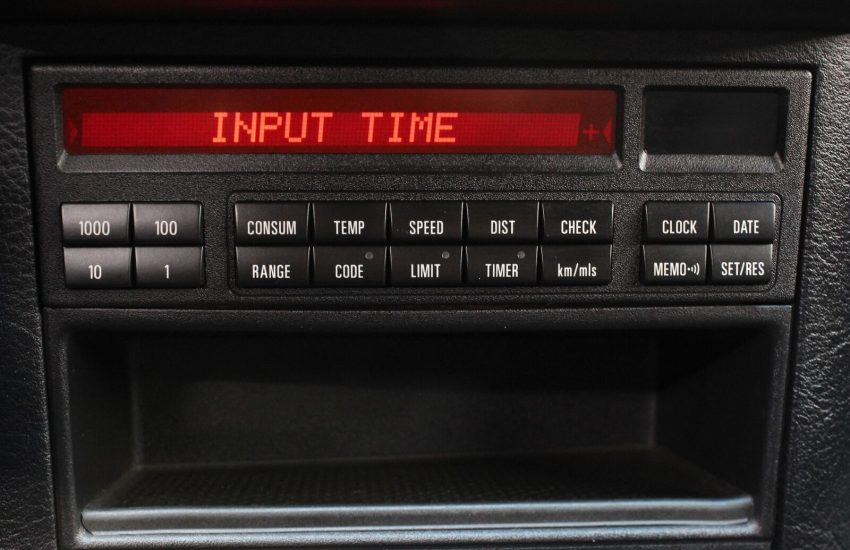 INPUT TIME +
1000 100 CONSUM TEMP SPEED DIST CHECK CLOCK DATE
10 1 RANGE CODE LIMIT TIMER km/mls MEMO SET/RES